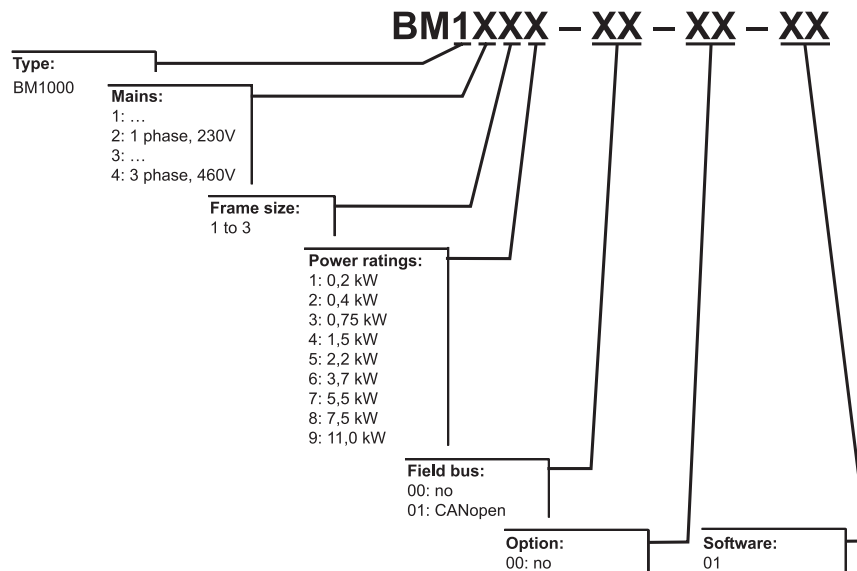 BM1XXX – XX – XX – XX
Type:
BM1000
Mains:
1: ...
2: 1 phase, 230V
3: ...
4: 3 phase, 460V
Frame size:
1 to 3
Power ratings:
1: 0,2 kW
2: 0,4 kW
3: 0,75 kW
4: 1,5 kW
5: 2,2 kW
6: 3,7 kW
7: 5,5 kW
8: 7,5 kW
9: 11,0 kW
Field bus:
00: no
01: CANopen
Option:
00: no
Software:
01